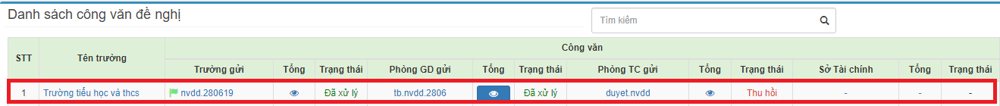 Danh sách công văn đề nghị
Tìm kiếm
STT Tên trường Công văn
Trường gửi Tổng Trạng thái Phòng GD gửi Tổng Trạng thái Phòng TC gửi Tổng Trạng thái Sở Tài chính Tổng Trạng thái
1 Trường tiểu học và thcs nvdd.280619 Đã xử lý tb.nvdd.2806 Đã xử lý duyet.nvdd Thu hồi - - -